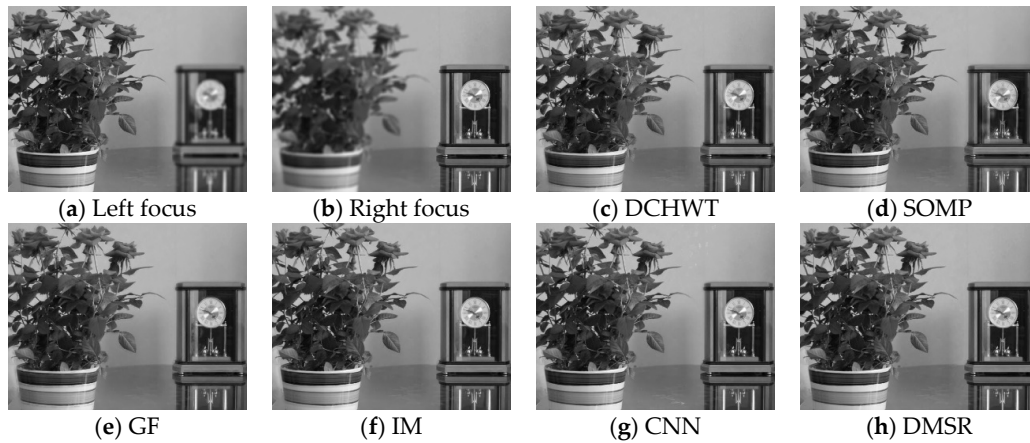 (a) Left focus
(b) Right focus
(c) DCHWT
(d) SOMP
(e) GF
(f) IM
(g) CNN
(h) DMSR